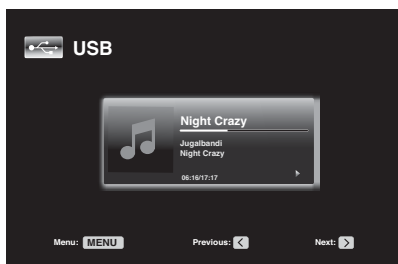 USB
Night Crazy
Jugalbandi
Night Crazy
06:16/17:17
Menu: MENU Previous: Next: